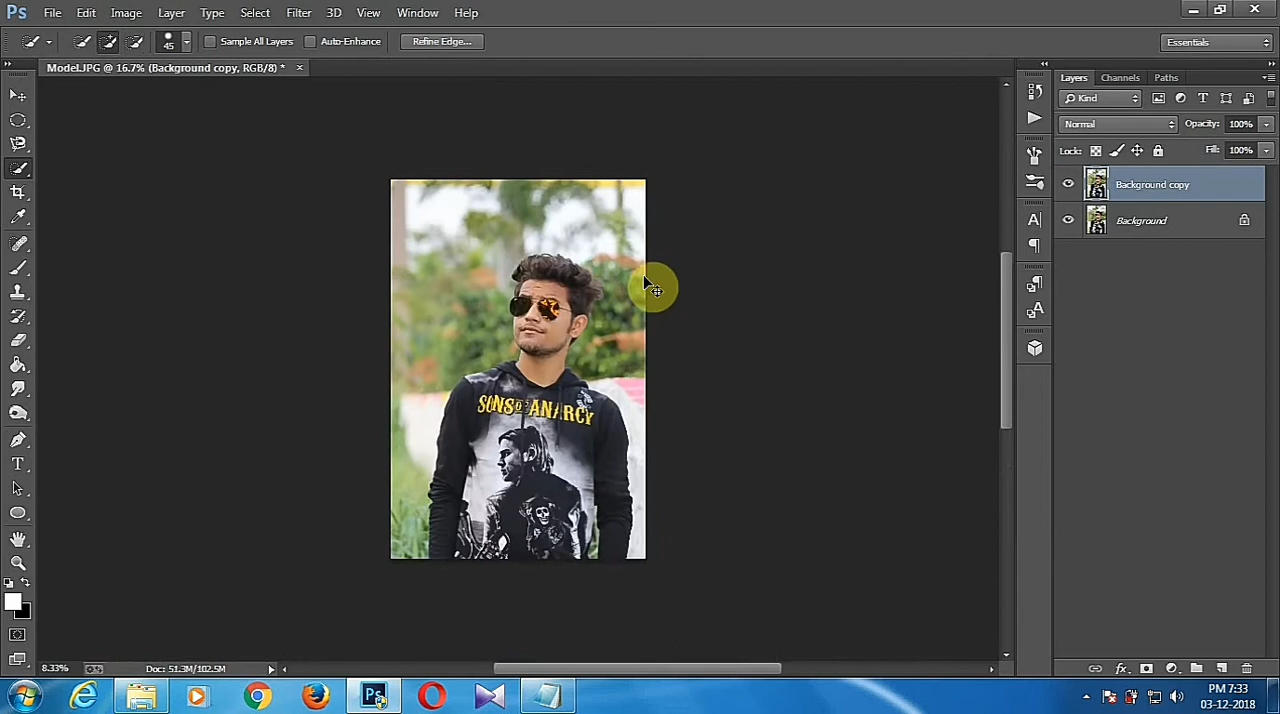 Ps File Edit Image Layer Type Select Filter 3D View Window Help
45 Sample All Layers Auto-Enhance Refine Edge... Essentials
Model.JPG @ 16.7% (Background copy, RGB/8) * ×
Layers Channels Paths
Kind
Normal Opacity: 100%
Lock: Fill: 100%
Background copy
Background
SONS OF ANARCY
8.33% Doc: 51.3M/102.5M
PM 7:33
03-12-2018